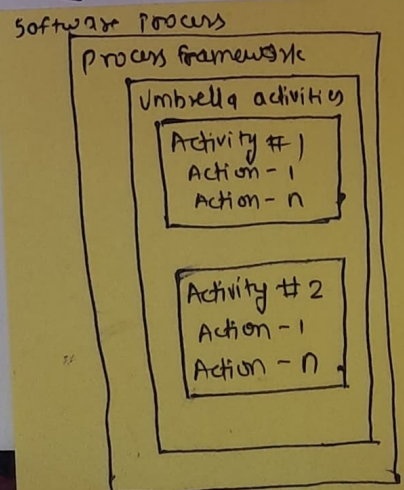 Software process
process framework
Umbrella activities
Activity # 1
Action - 1
Action - n
Activity # 2
Action - 1
Action - n